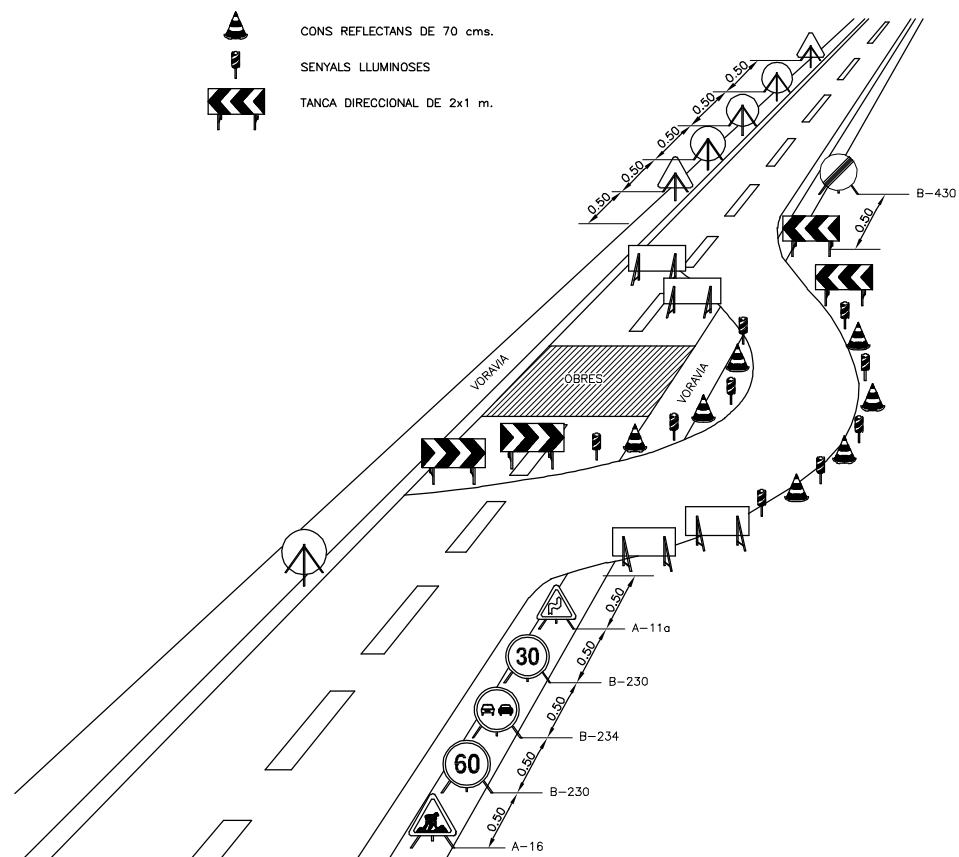 CONS REFLECTANS DE 70 cms.
SENYALS LLUMINOSES
TANCA DIRECCIONAL DE 2x1 m.
0.50
0.50
0.50
0.50
0.50
B-430
0.50
VORAVIA
OBRES
VORAVIA
0.50
A-11a
0.50
30
B-230
0.50
B-234
0.50
60
B-230
0.50
A-16